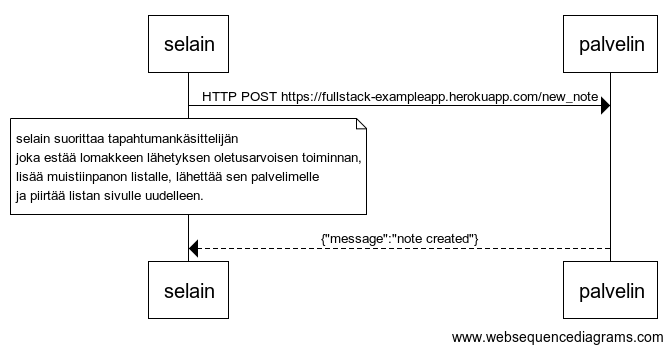 selain
palvelin
HTTP POST https://fullstack-exampleapp.herokuapp.com/new_note
selain suorittaa tapahtumankäsittelijän
joka estää lomakkeen lähetyksen oletusarvoisen toiminnan,
lisää muistiinpanon listalle, lähettää sen palvelimelle
ja piirtää listan sivulle uudelleen.
{"message":"note created"}
selain
palvelin
www.websequencediagrams.com